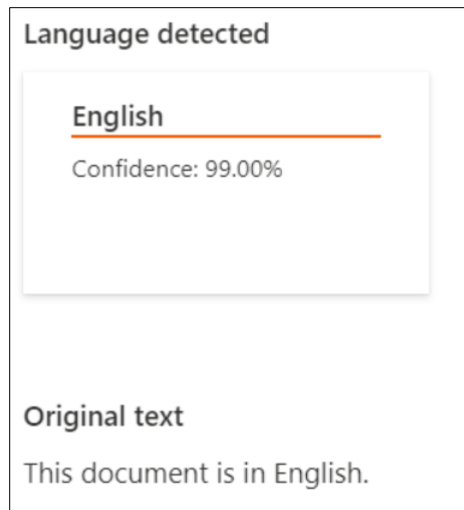 Language detected
English
Confidence: 99.00%
Original text
This document is in English.